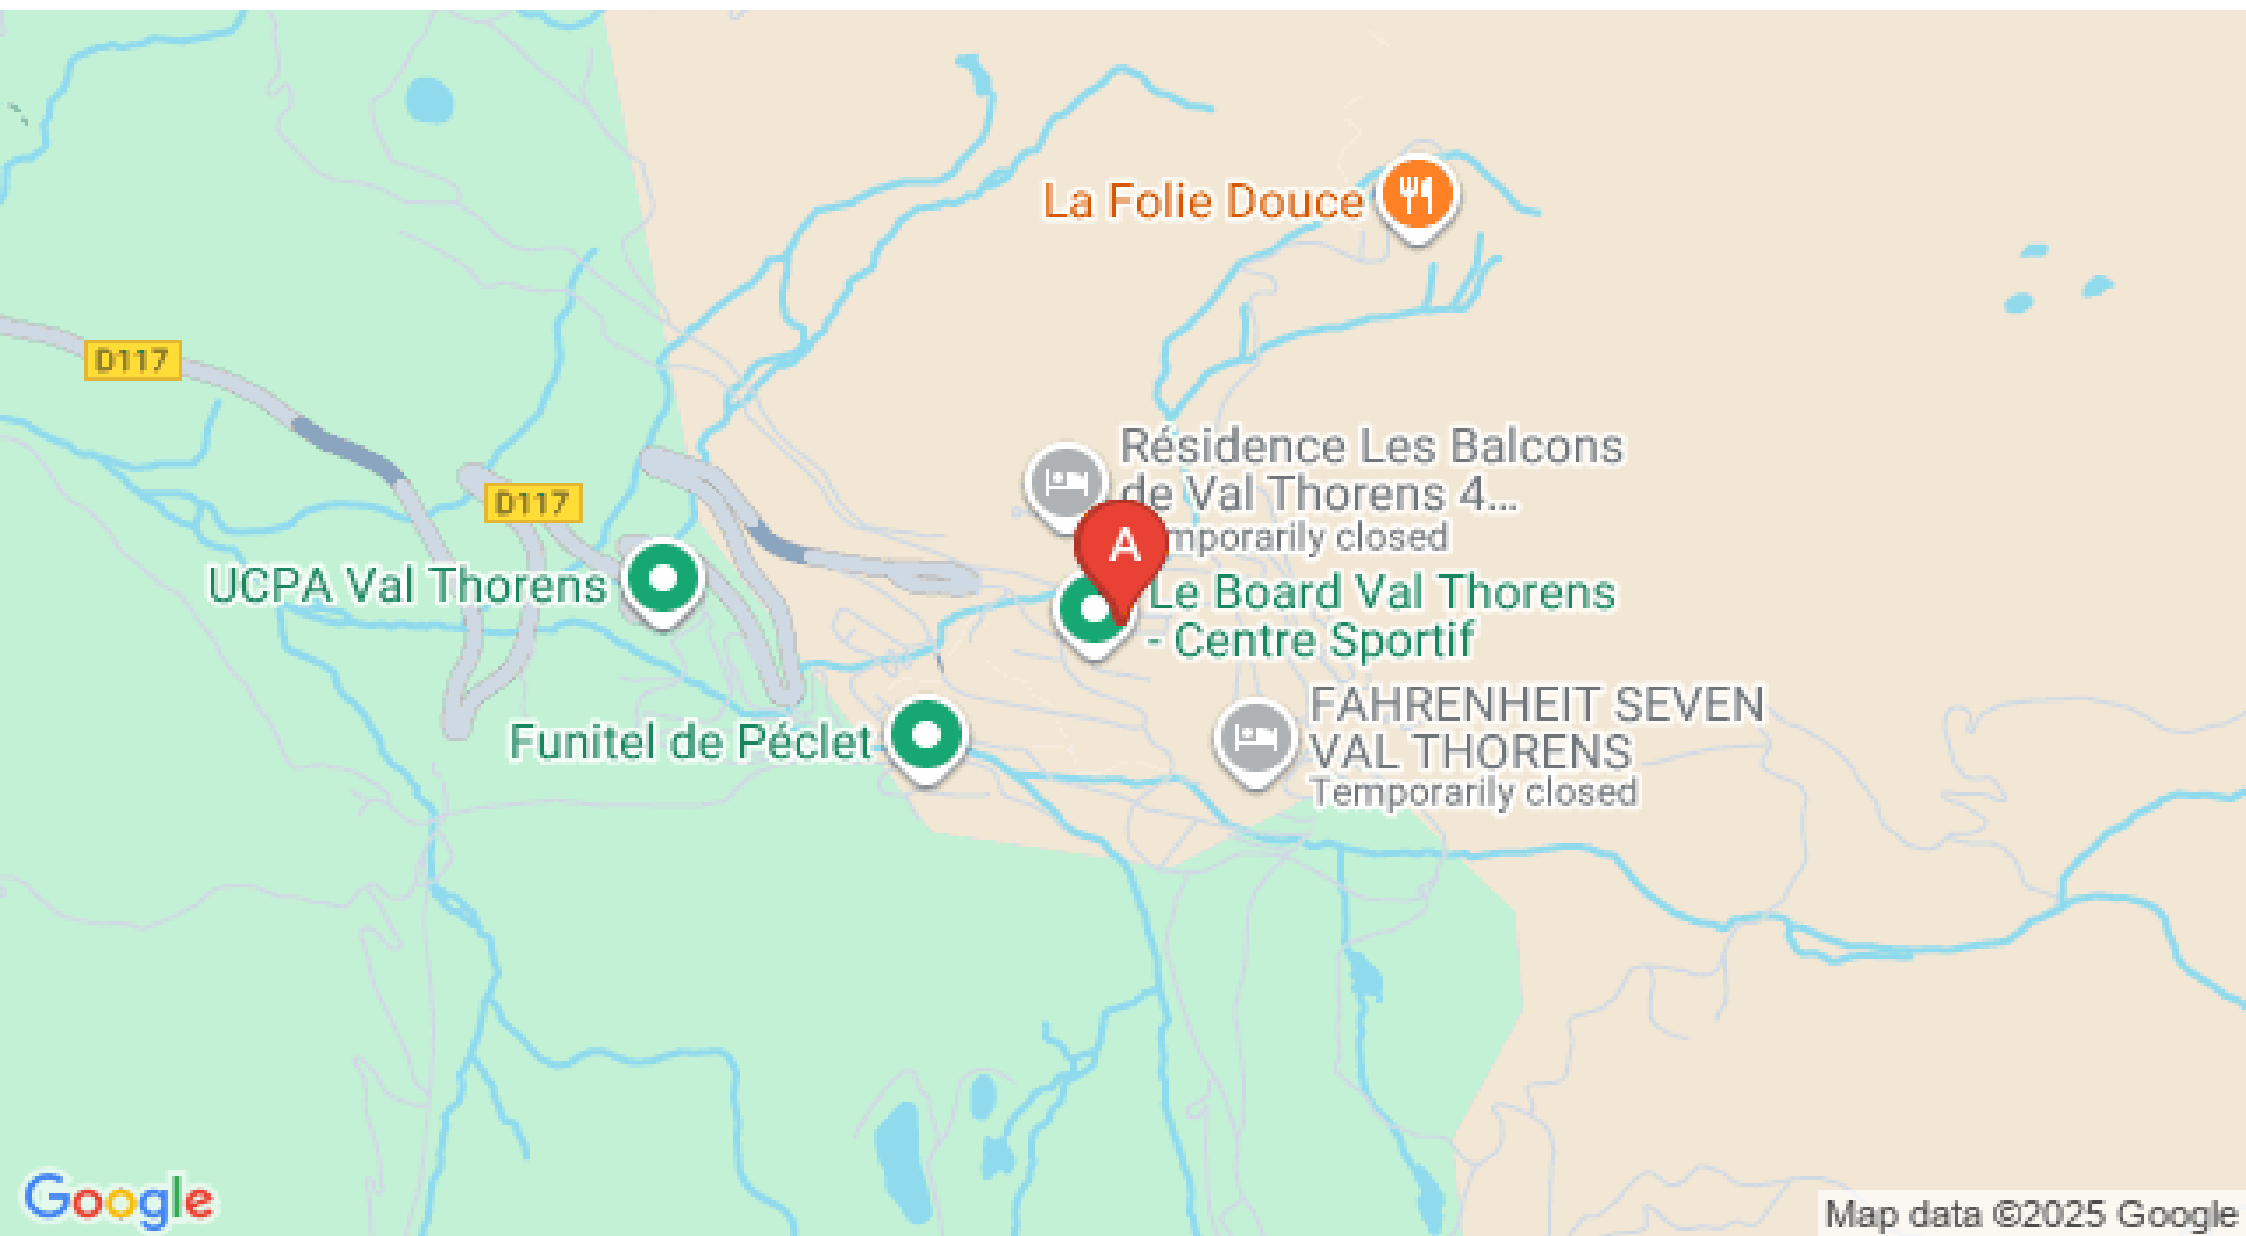 La Folie Douce
D117
Résidence Les Balcons
de Val Thorens 4...
mporarily closed
D117
A
UCPA Val Thorens
Le Board Val Thorens
- Centre Sportif
FAHRENHEIT SEVEN
VAL THORENS
Temporarily closed
Funitel de Péclet
Google
Map data ©2025 Google